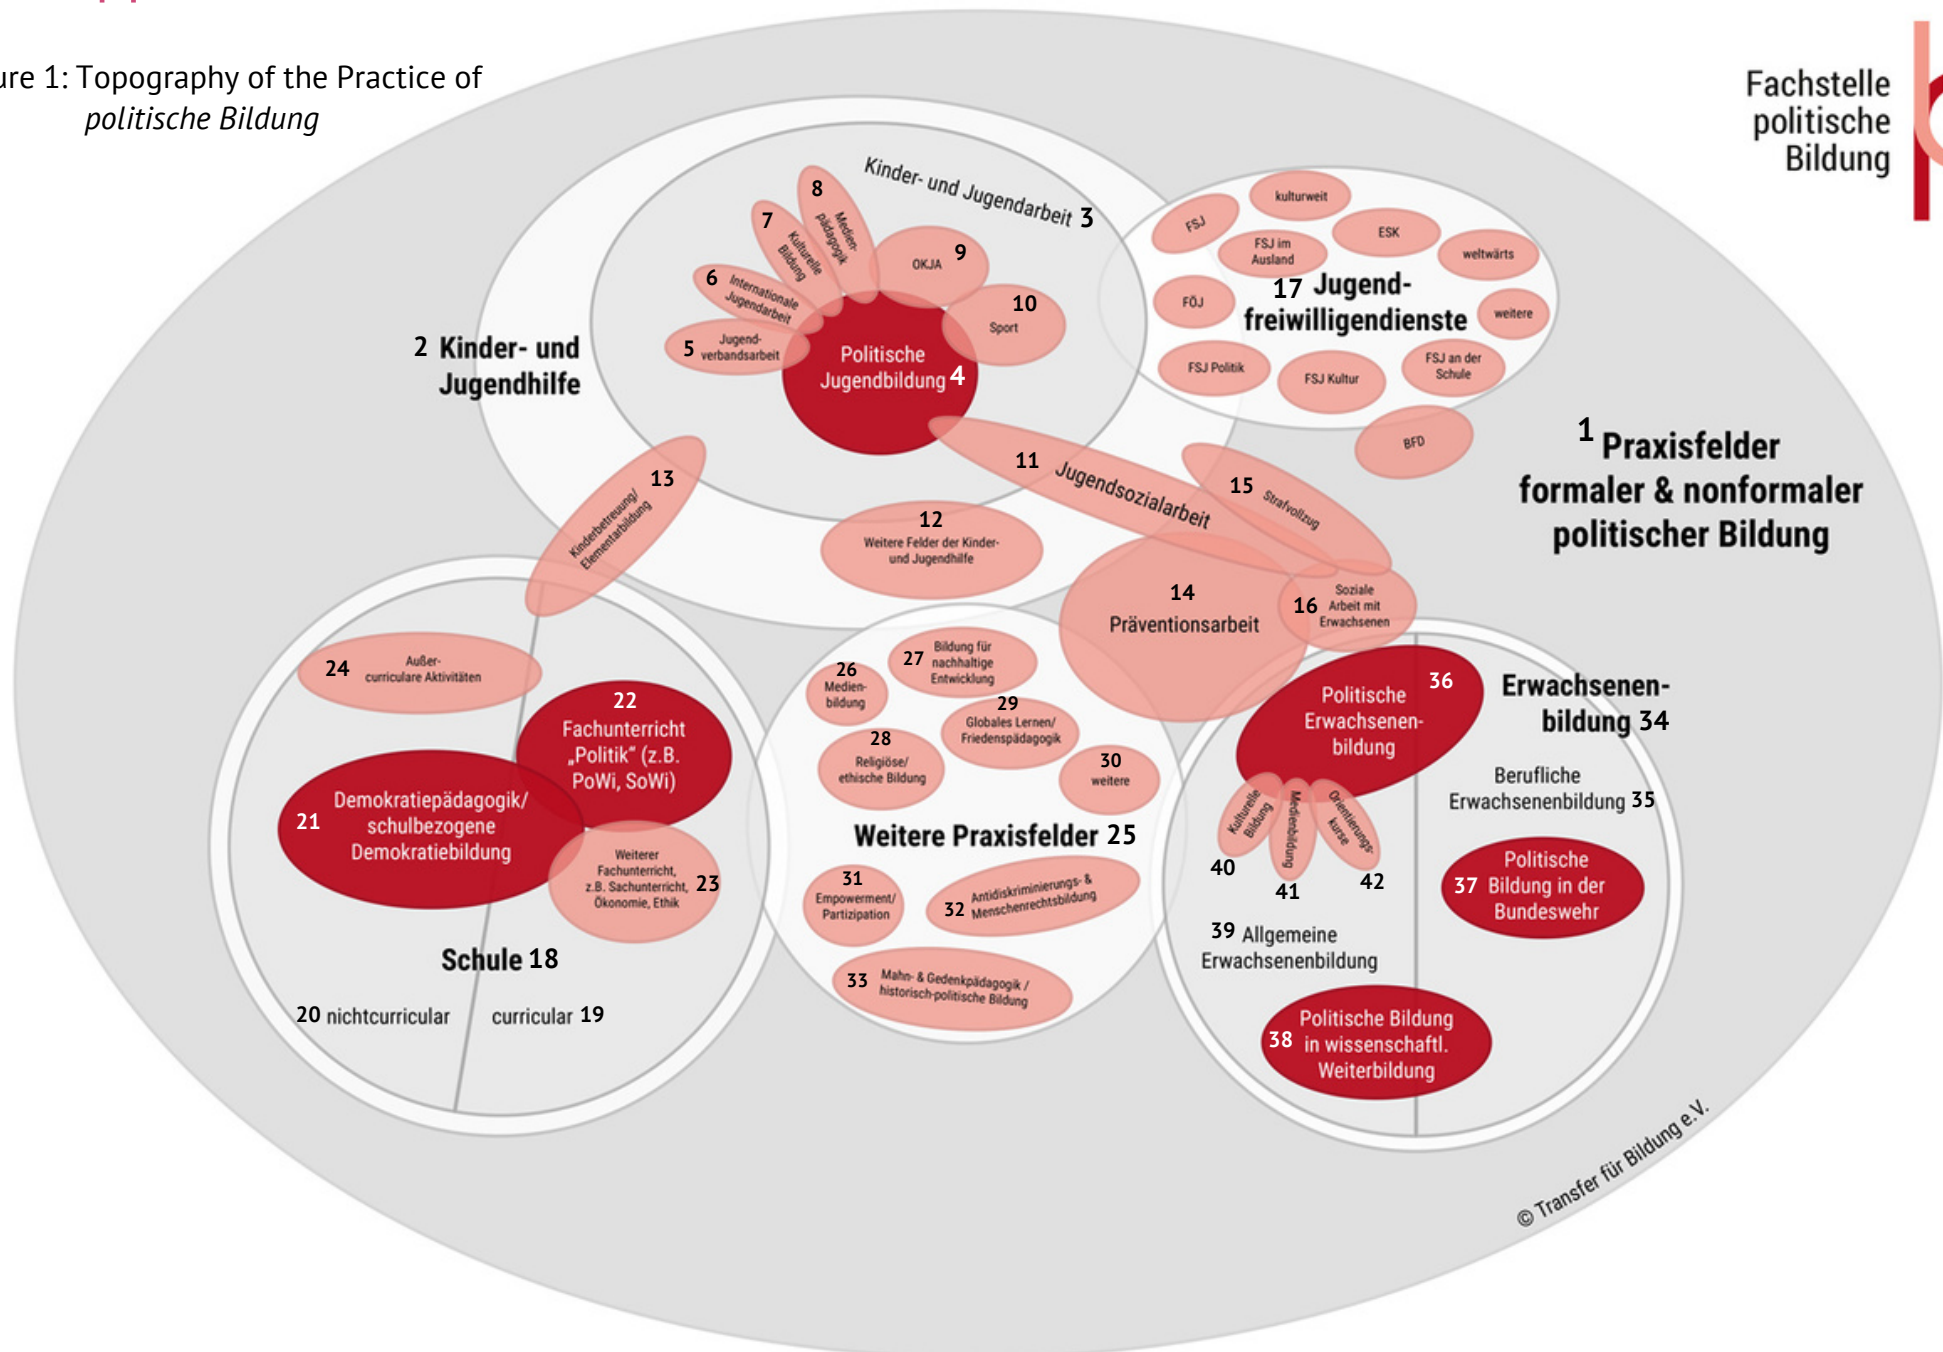 ure 1: Topography of the Practice of
politische Bildung
Fachstelle
politische
Bildung
1 Praxisfelder
formaler & nonformaler
politischer Bildung
2 Kinder- und
Jugendhilfe
Kinder- und Jugendarbeit 3
Politische
Jugendbildung 4
5 Jugend-
verbandsarbeit
6 Internationale
Jugendarbeit
7 Kulturelle
Bildung
8 Medien-
pädagogik
OKJA 9
10
Sport
11 Jugendsozialarbeit
12
Weitere Felder der Kinder-
und Jugendhilfe
13
Kinderbetreuung/
Elementarbildung
14
Präventionsarbeit
15 Strafvollzug
16 Soziale
Arbeit mit
Erwachsenen
17 Jugend-
freiwilligendienste
FSJ
kulturweit
FSJ im
Ausland
ESK
weltwärts
FÖJ
weitere
FSJ Politik
FSJ Kultur
FSJ an der
Schule
BFD
24 Außer-
curriculare Aktivitäten
22
Fachunterricht
„Politik“ (z.B.
PoWi, SoWi)
21 Demokratiepädagogik/
schulbezogene
Demokratiebildung
Weiterer
Fachunterricht,
z.B. Sachunterricht, 23
Ökonomie, Ethik
Schule 18
20 nichtcurricular
curricular 19
26
Medien-
bildung
27 Bildung für
nachhaltige
Entwicklung
28
Religiöse/
ethische Bildung
29
Globales Lernen/
Friedenspädagogik
30
weitere
Weitere Praxisfelder 25
31
Empowerment/
Partizipation
32 Antidiskriminierungs- &
Menschenrechtsbildung
33 Mahn- & Gedenkpädagogik /
historisch-politische Bildung
Erwachsenen-
bildung 34
Politische 36
Erwachsenen-
bildung
Berufliche
Erwachsenenbildung 35
Kulturelle
Bildung
40
Medienbildung
41
Orientierungs-
kurse
42
Politische
37 Bildung in der
Bundeswehr
39 Allgemeine
Erwachsenenbildung
Politische Bildung
38 in wissenschaftl.
Weiterbildung
© Transfer für Bildung e.V.